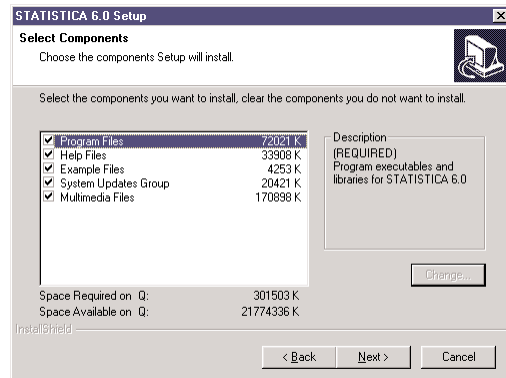 STATISTICA 6.0 Setup
Select Components
Choose the components Setup will install.
Select the components you want to install, clear the components you do not want to install.
Program Files 72021 K
Help Files 33908 K
Example Files 4253 K
System Updates Group 20421 K
Multimedia Files 170898 K
Description
(REQUIRED)
Program executables and
libraries for STATISTICA 6.0
Change...
Space Required on Q: 301503 K
Space Available on Q: 21774336 K
InstallShield
< Back
Next >
Cancel